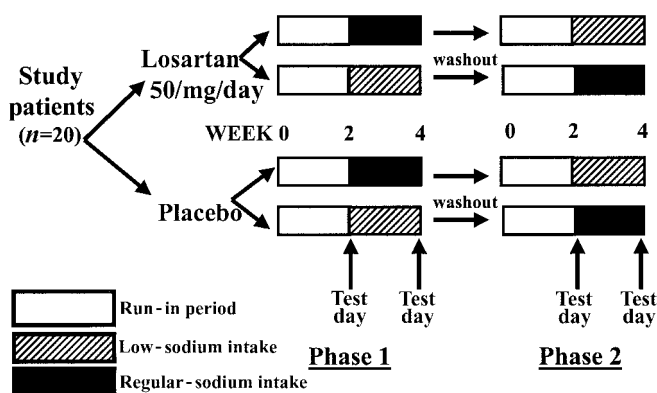 Study
patients
(n=20)
Losartan
50/mg/day
washout
WEEK 0 2 4 0 2 4
Placebo
washout
Test
day
Test
day
Test
day
Test
day
Run-in period
Low-sodium intake
Regular-sodium intake
Phase 1
Phase 2